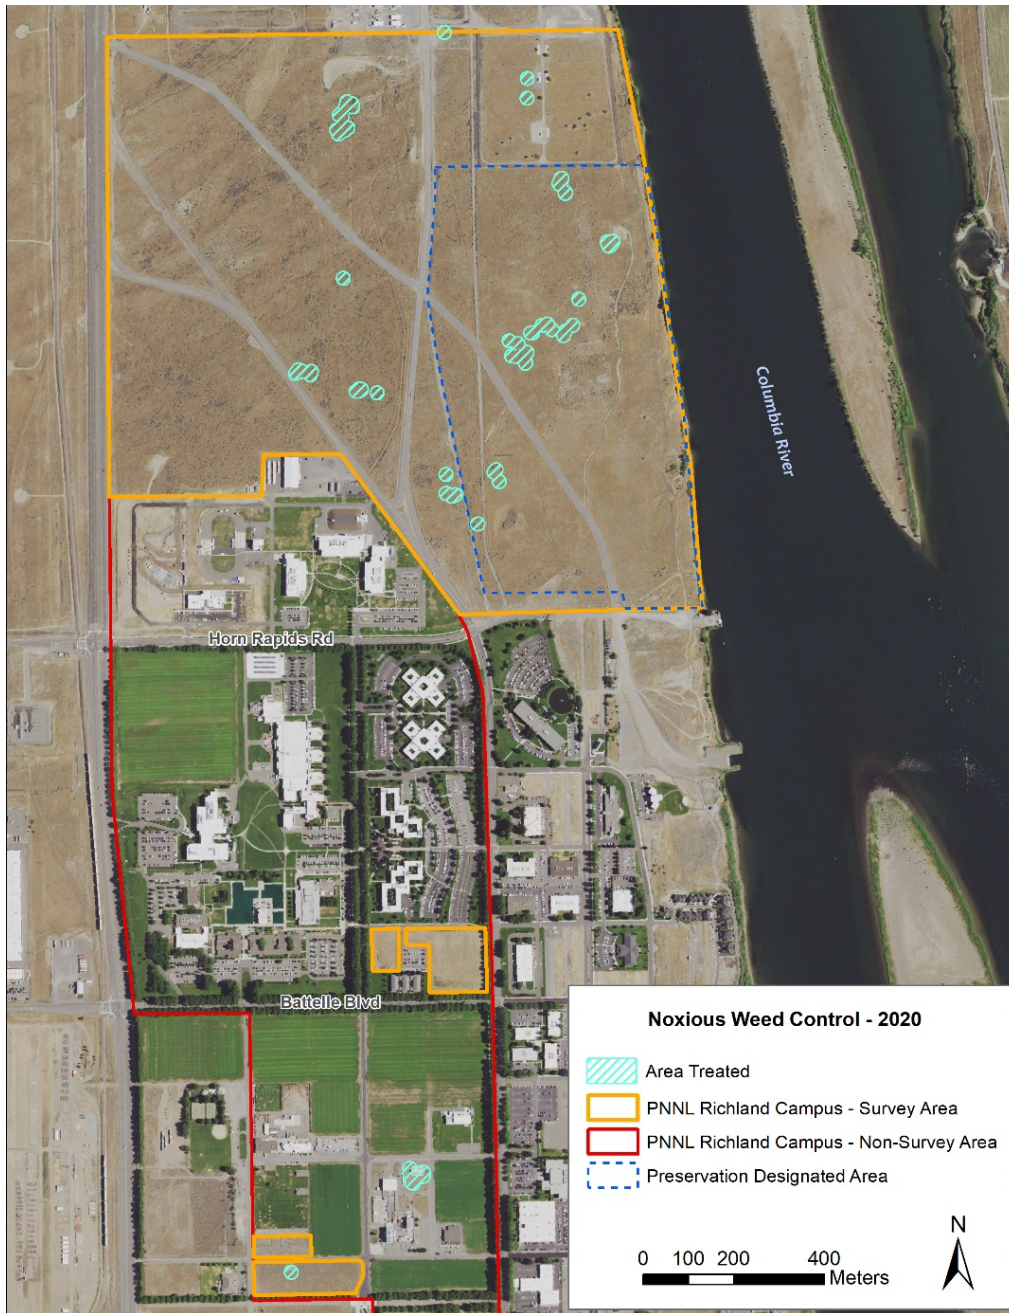 Columbia River
Horn Rapids Rd
Battelle Blvd
Noxious Weed Control - 2020
Area Treated
PNNL Richland Campus - Survey Area
PNNL Richland Campus - Non-Survey Area
Preservation Designated Area
N
0 100 200 400
Meters